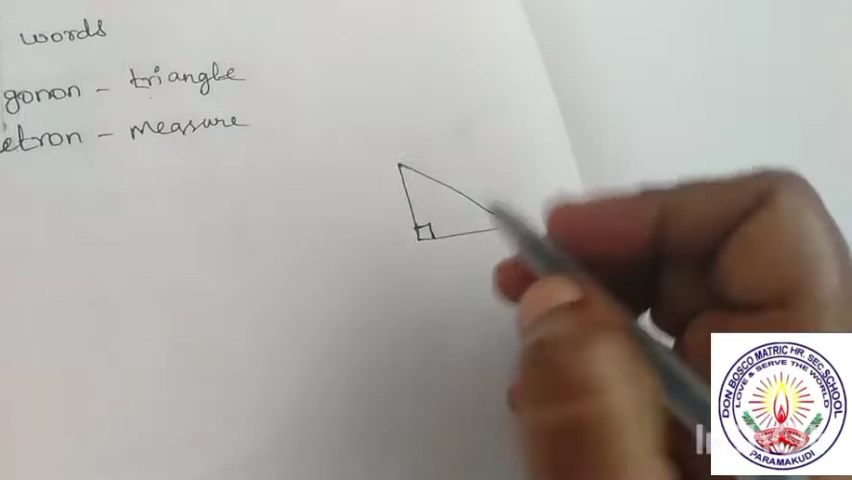 words
gonon - triangle
etron - measure
DON BOSCO MATRIC HR. SEC. SCHOOL
LOVE & SERVE THE WORLD
PARAMAKUDI